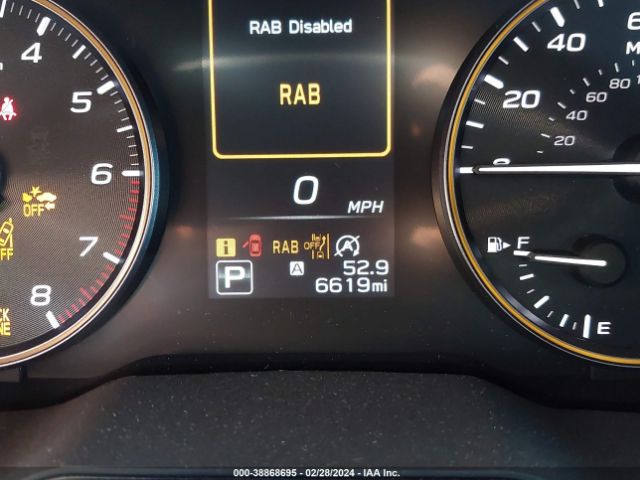 RAB Disabled
RAB
4
5
6
7
8
OFF
0 MPH
RAB OFF A
P
A 52.9
6619mi
0
20
40
20
40
60
80
F
E
000-38868695 / 02/28/2024 - IAA Inc.